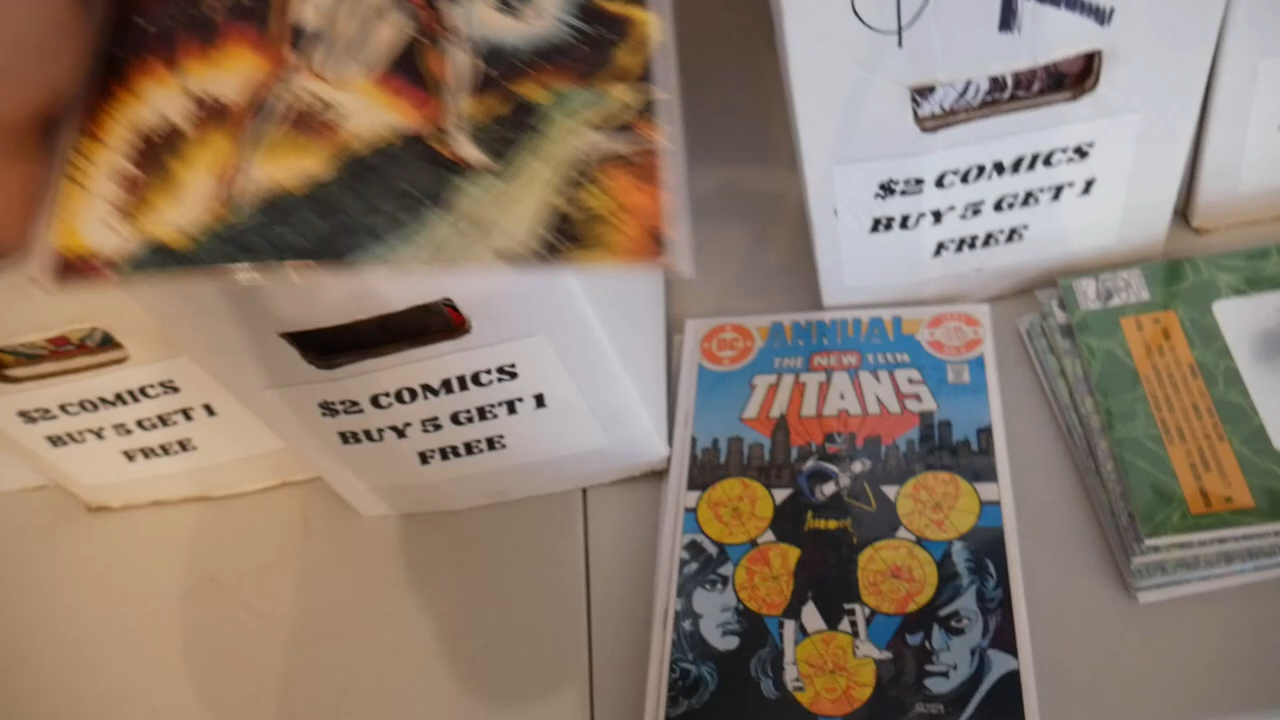 $2 COMICS
BUY 5 GET 1
FREE
$2 COMICS
BUY 5 GET 1
FREE
$2 COMICS
BUY 5 GET 1
FREE
DC
ANNUAL
THE NEW TEEN
TITANS